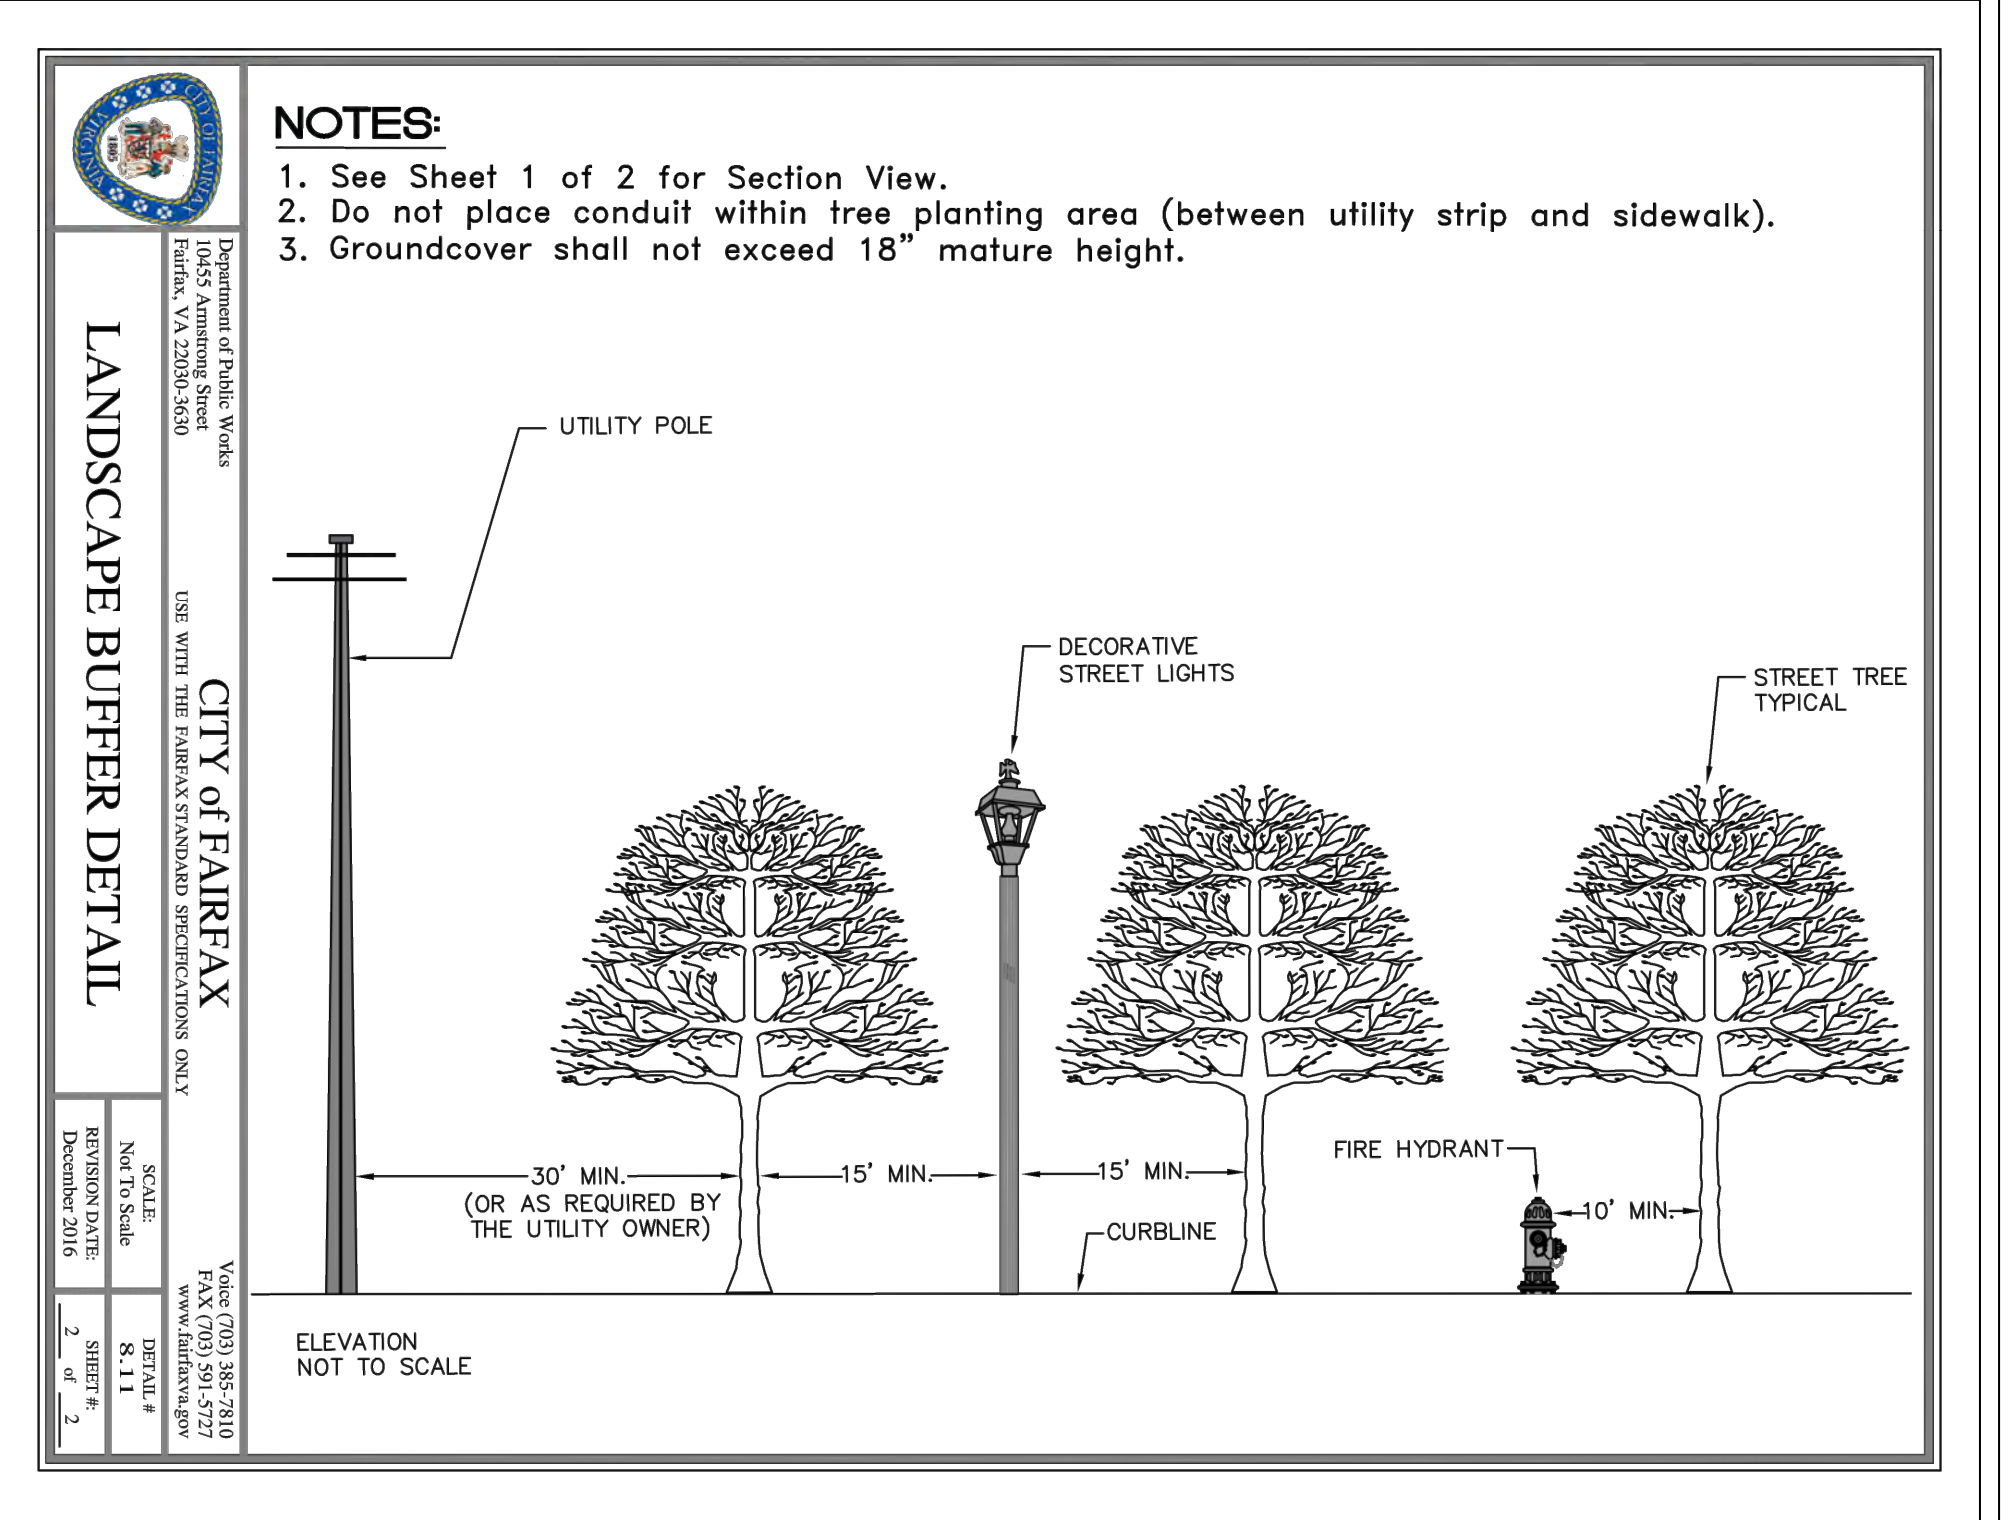 CITY OF FAIRFAX
VIRGINIA
1805
Department of Public Works
10455 Armstrong Street
Fairfax, VA 22030-3630
CITY of FAIRFAX
USE WITH THE FAIRFAX STANDARD SPECIFICATIONS ONLY
Voice (703) 385-7810
FAX (703) 591-5727
www.fairfaxva.gov
LANDSCAPE BUFFER DETAIL
SCALE:
Not To Scale
REVISION DATE:
December 2016
DETAIL #
8.11
SHEET #:
2 of 2
NOTES:
1. See Sheet 1 of 2 for Section View.
2. Do not place conduit within tree planting area (between utility strip and sidewalk).
3. Groundcover shall not exceed 18" mature height.
UTILITY POLE
DECORATIVE
STREET LIGHTS
STREET TREE
TYPICAL
FIRE HYDRANT
30' MIN.
(OR AS REQUIRED BY
THE UTILITY OWNER)
15' MIN.
15' MIN.
10' MIN.
CURBLINE
ELEVATION
NOT TO SCALE